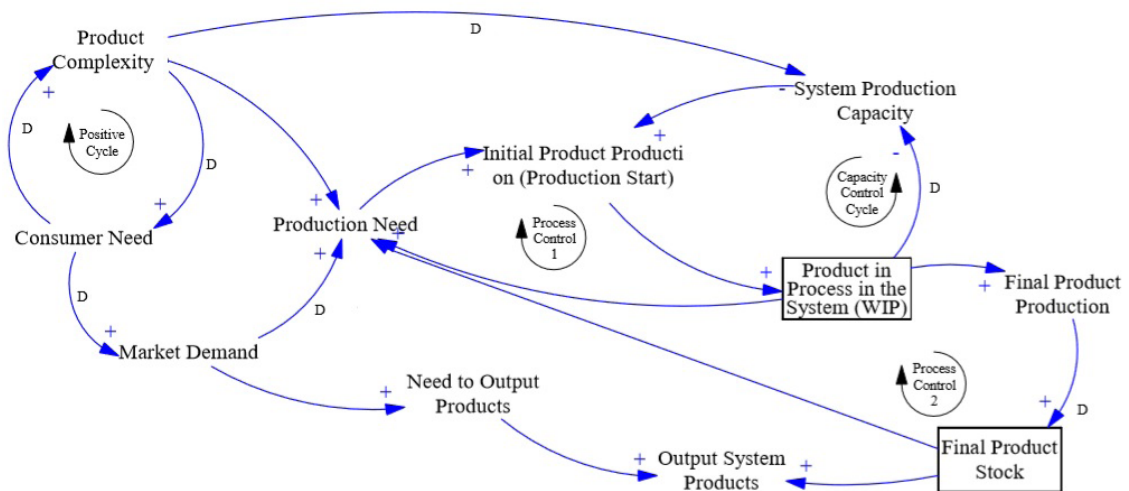 Product
Complexity
D
- System Production
Capacity
+
D
Positive
Cycle
D
+
Initial Product Producti
on (Production Start)
+
+
-
Capacity
Control
Cycle
D
+
Consumer Need
+
Production Need
+
+
Process
Control
1
D
+
Market Demand
D
+
Product in
Process in the
System (WIP)
+
Final Product
Production
+
Need to Output
Products
Process
Control
2
+
D
+
Output System
Products
+
Final Product
Stock